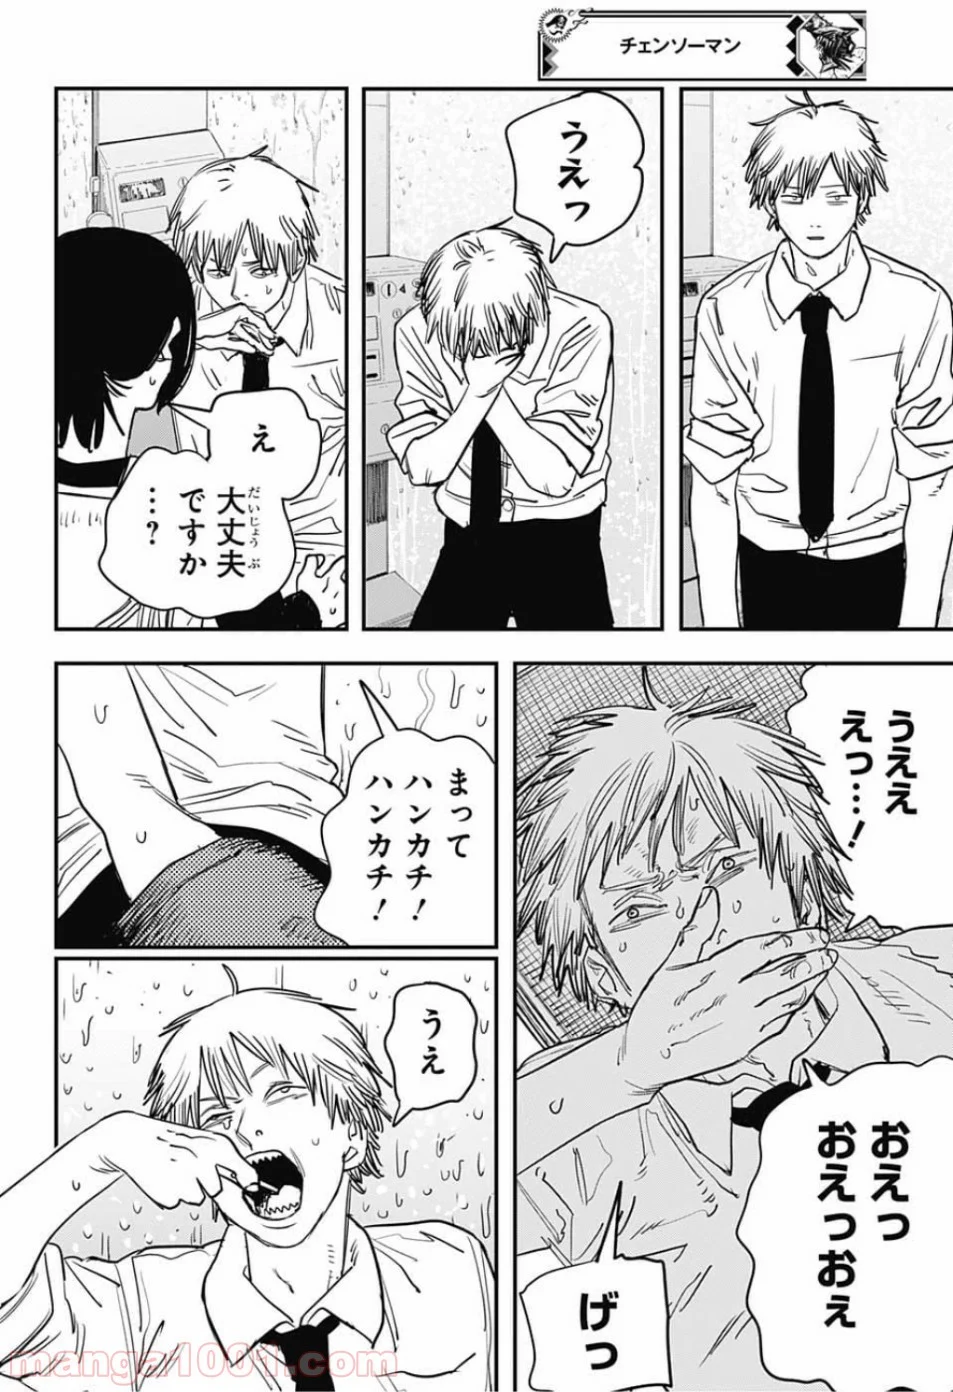 チェンソーマン
うえっ
え
大丈夫
だいじょうぶ
ですか
…?
うええ
えっ…!
おえっ
おえっおぇ
げっ
まって
ハンカチ!
ハンカチ!
うえ
manga1001.com